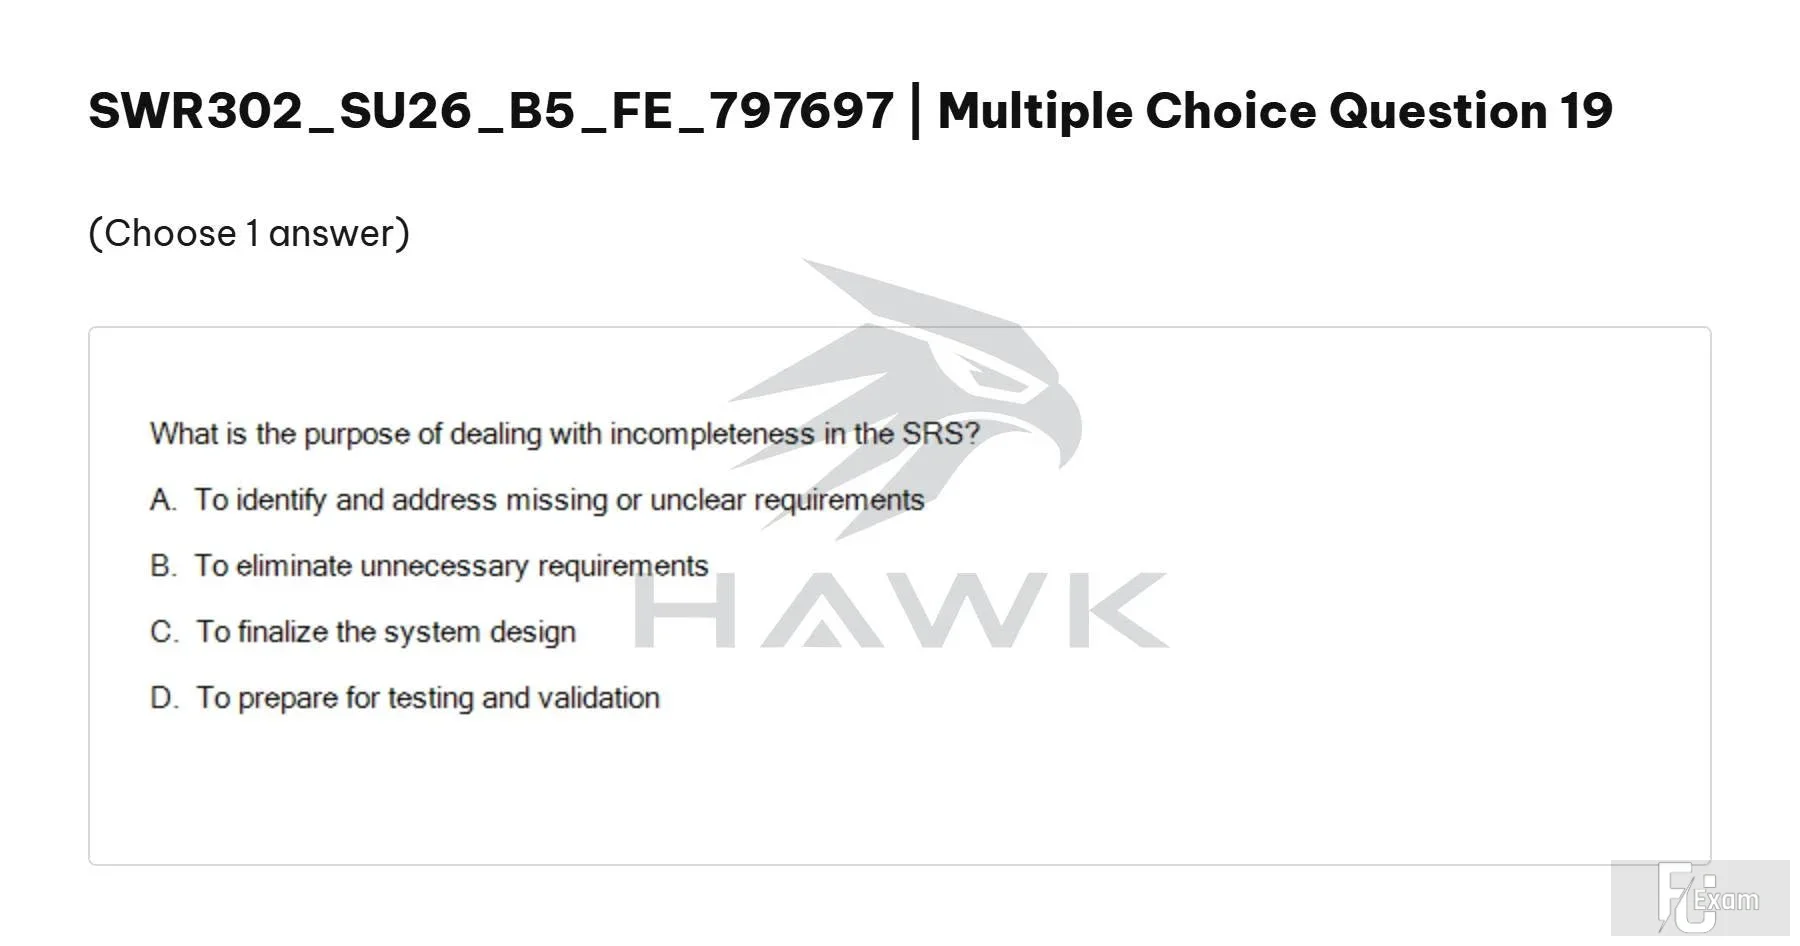 SWR302_SU26_B5_FE_797697 | Multiple Choice Question 19
(Choose 1 answer)
What is the purpose of dealing with incompleteness in the SRS?
A. To identify and address missing or unclear requirements
B. To eliminate unnecessary requirements
C. To finalize the system design
D. To prepare for testing and validation
HAWK
FU Exam